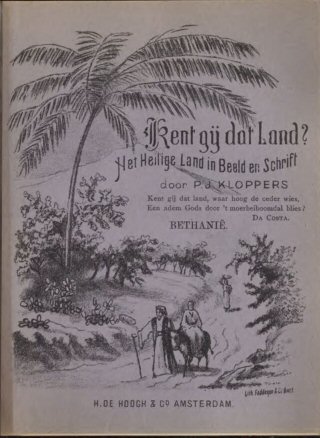 Kent gij dat Land?
Het Heilige Land in Beeld en Schrift
door P.J. KLOPPERS
Kent gij dat land, waar hoog de ceder wies,
Een adem Gods door 't moerbeiboomdal blies?
DA COSTA.
BETHANIË.
H. DE HOOGH & Co AMSTERDAM.